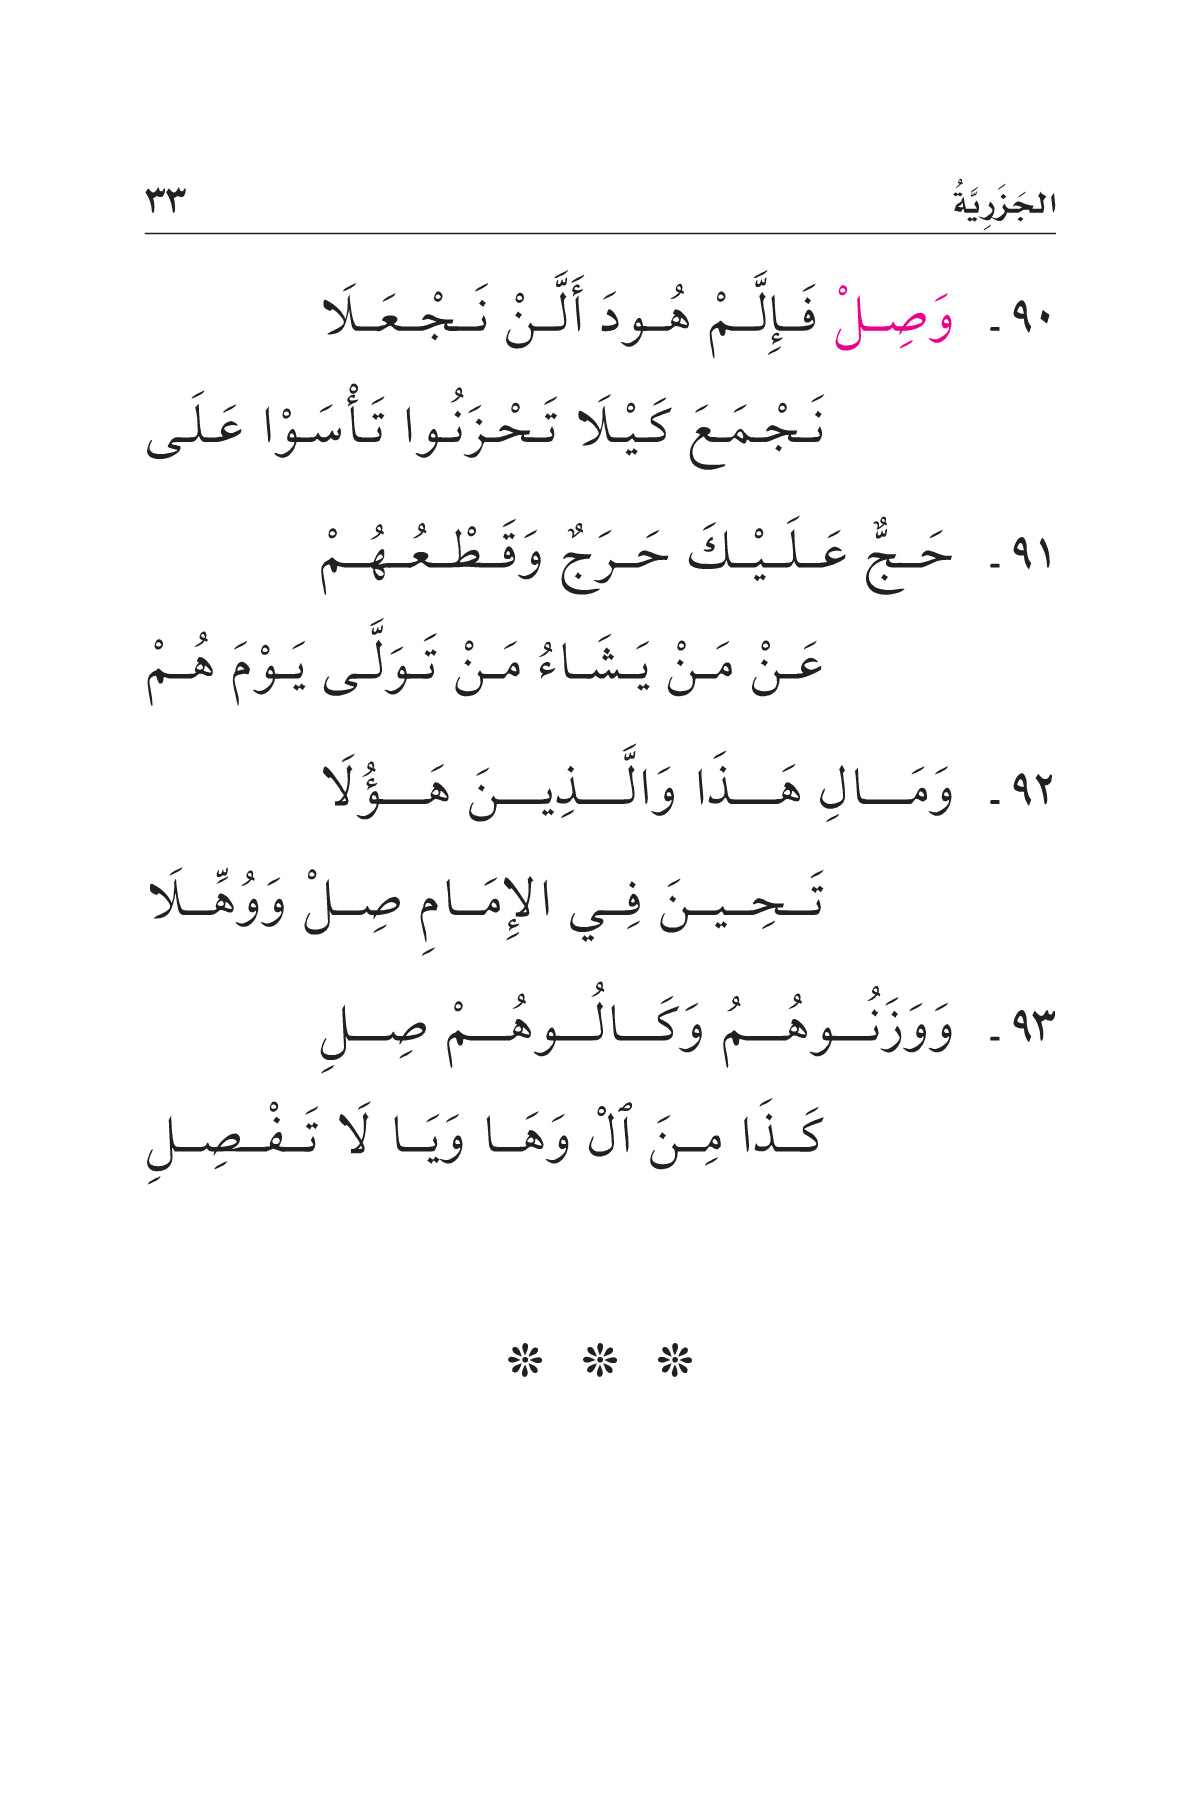 الجَزَرِيَّةُ ٣٣
٩٠ ـ وَصِلْ فَإِلَّمْ هُودَ أَلَّنْ نَجْعَلَا
نَجْمَعَ كَيْلَا تَحْزَنُوا تَأْسَوْا عَلَى
٩١ ـ حَجٌّ عَلَيْكَ حَرَجٌ وَقَطْعُهُمْ
عَنْ مَنْ يَشَاءُ مَنْ تَوَلَّى يَوْمَ هُمْ
٩٢ ـ وَمَالِ هَذَا وَالَّذِينَ هَؤُلَا
تَحِينَ فِي الإِمَامِ صِلْ وَوُهِّلَا
٩٣ ـ وَوَزَنُوهُمُ وَكَالُوهُمْ صِلِ
كَذَا مِنَ ٱلْ وَهَا وَيَا لَا تَفْصِلِ